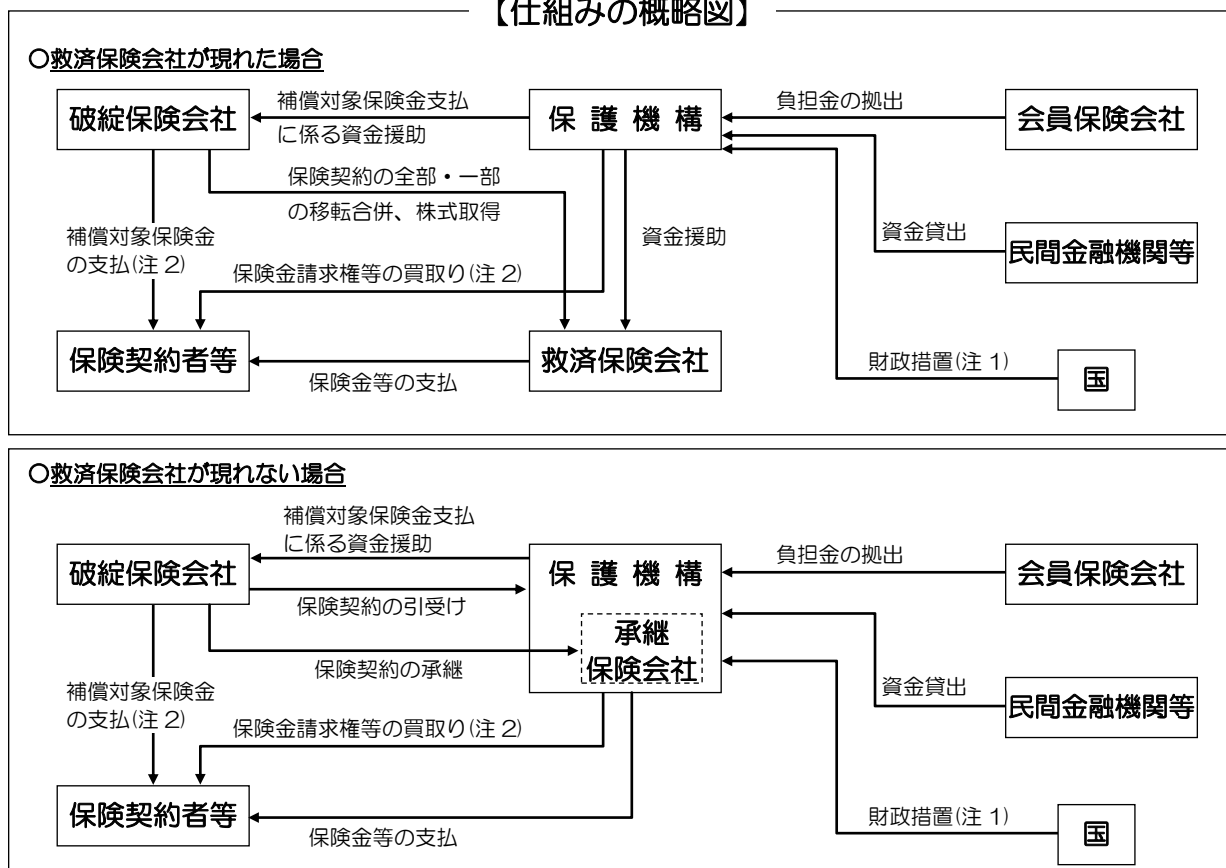 【仕組みの概略図】
〇救済保険会社が現れた場合
破綻保険会社
補償対象保険金支払
に係る資金援助
保護機構
負担金の拠出
会員保険会社
保険契約の全部・一部
の移転合併、株式取得
補償対象保険金
の支払(注2)
資金援助
資金貸出
民間金融機関等
保険金請求権等の買取り(注2)
保険契約者等
保険金等の支払
救済保険会社
財政措置(注1)
国
〇救済保険会社が現れない場合
補償対象保険金支払
に係る資金援助
破綻保険会社
保護機構
負担金の拠出
会員保険会社
保険契約の引受け
承継
保険会社
保険契約の承継
補償対象保険金
の支払(注2)
資金貸出
民間金融機関等
保険金請求権等の買取り(注2)
保険契約者等
保険金等の支払
財政措置(注1)
国